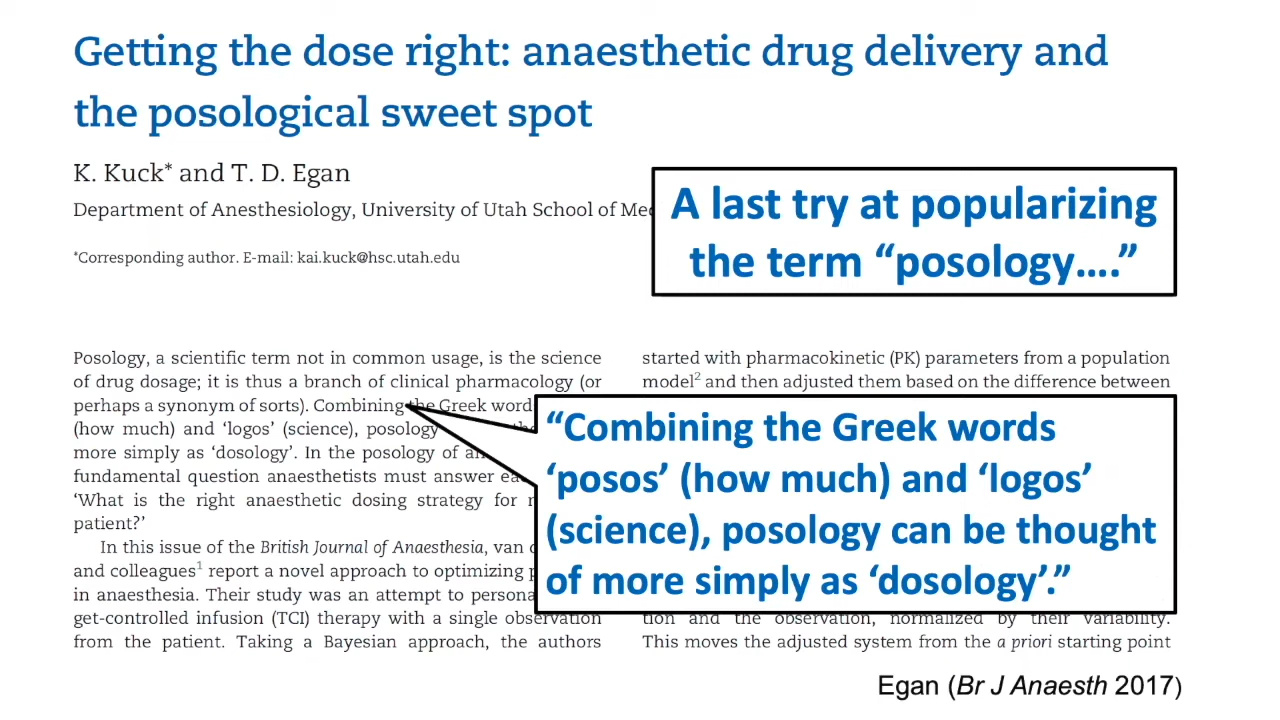 Getting the dose right: anaesthetic drug delivery and
the posological sweet spot
K. Kuck* and T. D. Egan
Department of Anesthesiology, University of Utah School of
*Corresponding author. E-mail: kai.kuck@hsc.utah.edu
A last try at popularizing
the term “posology....”
Posology, a scientific term not in common usage, is the science
of drug dosage; it is thus a branch of clinical pharmacology (or
perhaps a synonym of sorts). Combining the Greek word
(how much) and ‘logos’ (science), posology
more simply as ‘dosology’. In the posology of
fundamental question anaesthetists must answer
‘What is the right anaesthetic dosing strategy for
patient?’
In this issue of the British Journal of Anaesthesia, van
and colleagues1 report a novel approach to optimizing
in anaesthesia. Their study was an attempt to
get-controlled infusion (TCI) therapy with a single observation
from the patient. Taking a Bayesian approach, the authors
started with pharmacokinetic (PK) parameters from a population
model2 and then adjusted them based on the difference between
“Combining the Greek words
‘posos’ (how much) and ‘logos’
(science), posology can be thought
of more simply as ‘dosology’.”
tion and the observation, normalized by their variability.
This moves the adjusted system from the a priori starting point
Egan (Br J Anaesth 2017)